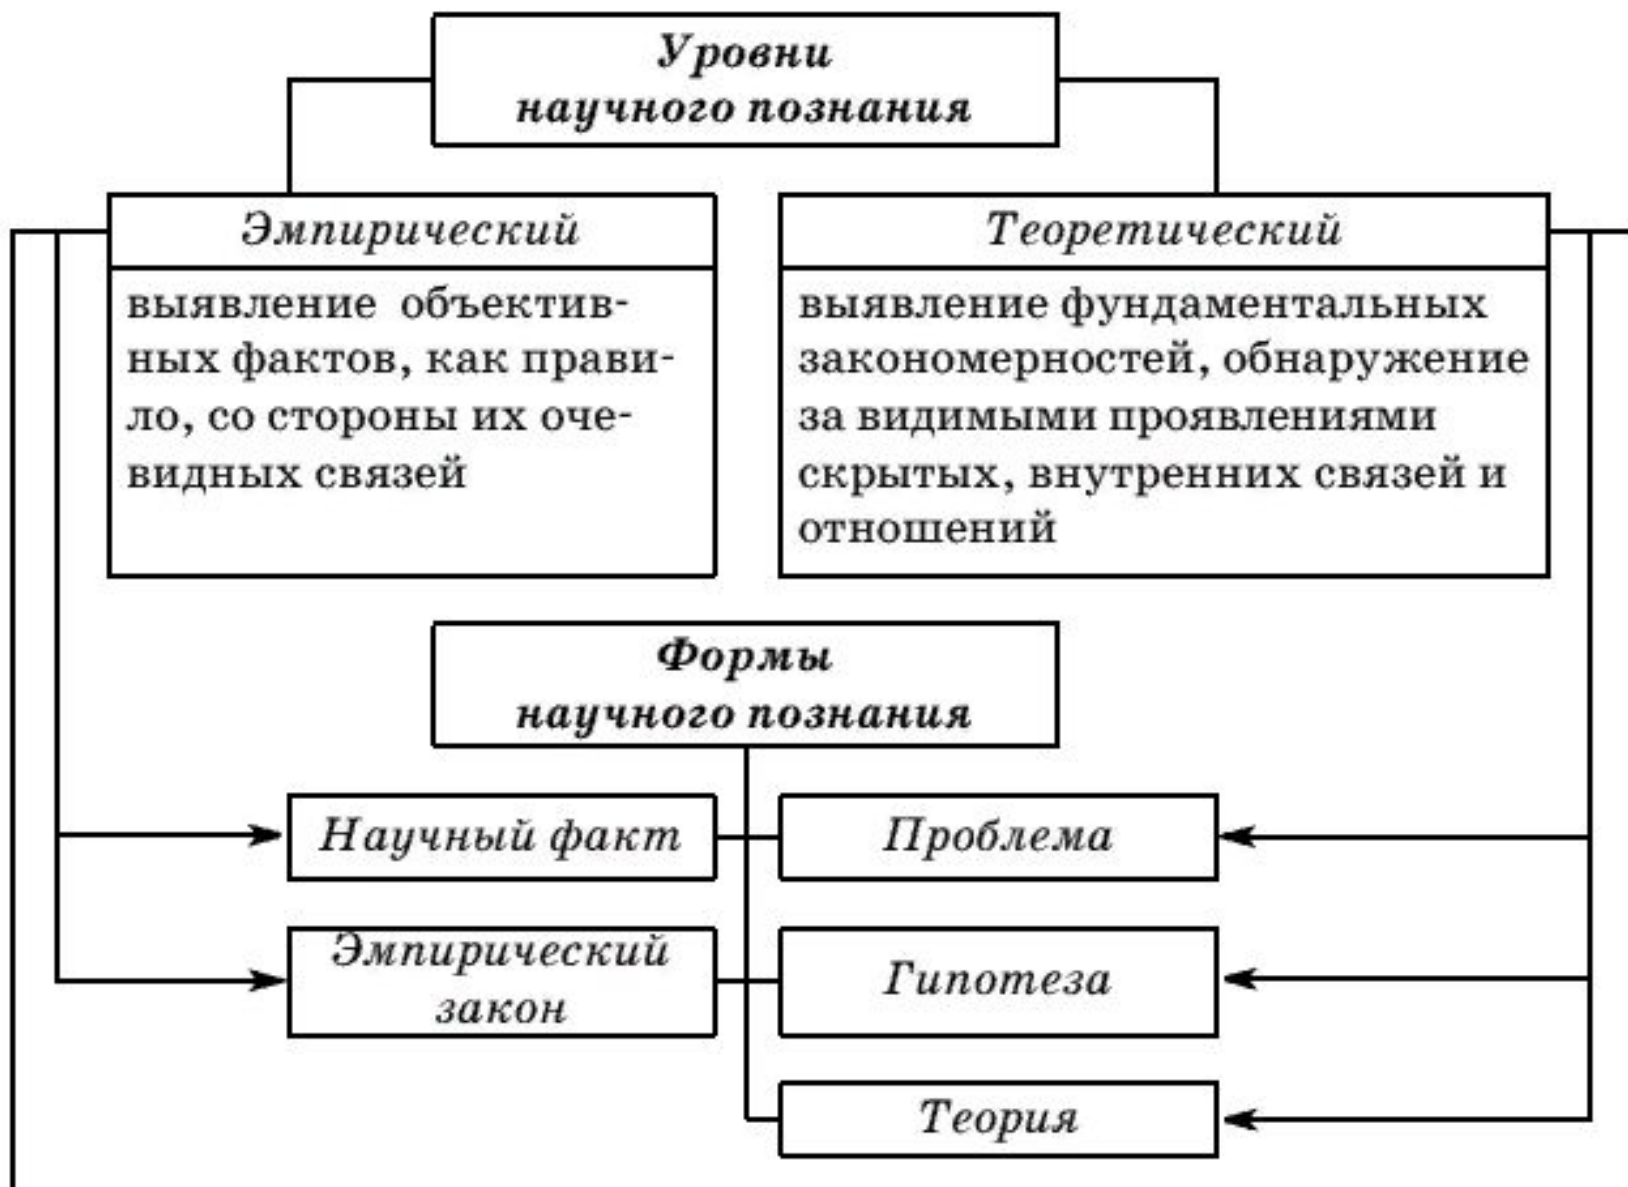 Уровни
научного познания
Эмпирический
выявление объектив-
ных фактов, как прави-
ло, со стороны их оче-
видных связей
Теоретический
выявление фундаментальных
закономерностей, обнаружение
за видимыми проявлениями
скрытых, внутренних связей и
отношений
Формы
научного познания
Научный факт
Проблема
Эмпирический
закон
Гипотеза
Теория